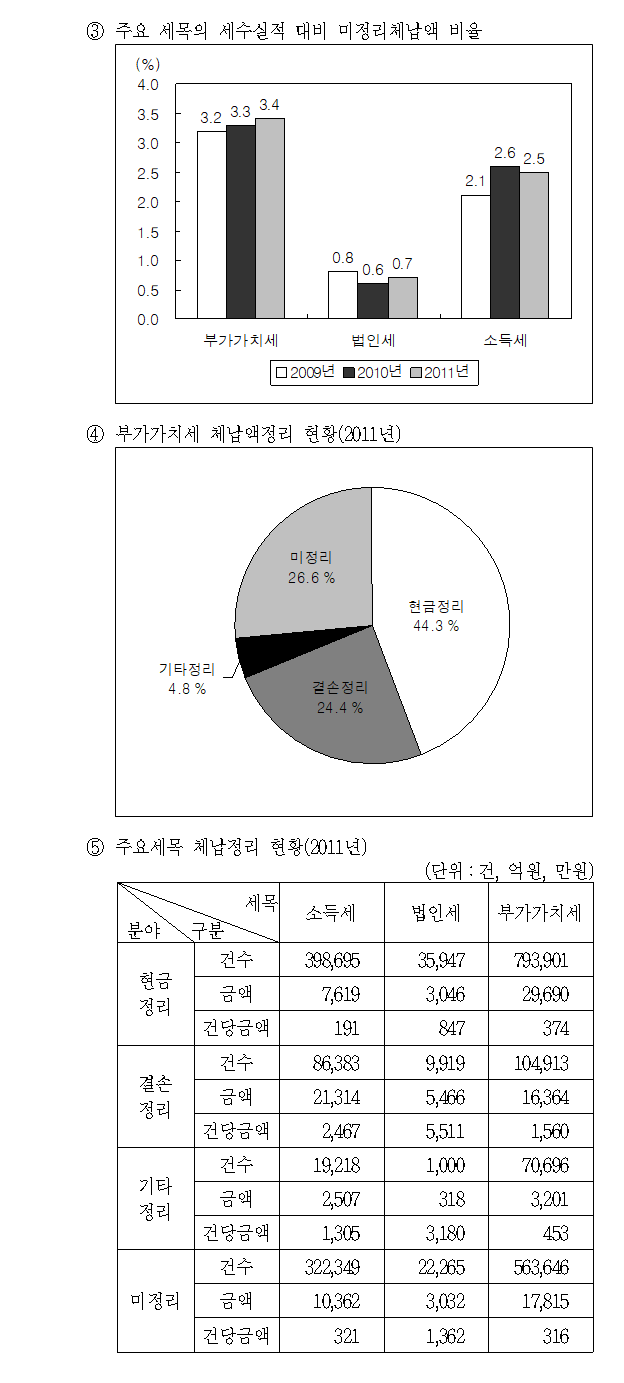 ③ 주요 세목의 세수실적 대비 미정리체납액 비율
(%)
4.0
3.5
3.0
2.5
2.0
1.5
1.0
0.5
0.0
3.2 3.3 3.4
0.8 0.6 0.7
2.1 2.6 2.5
부가가치세 법인세 소득세
2009년 2010년 2011년
④ 부가가치세 체납액정리 현황(2011년)
미정리
26.6 %
현금정리
44.3 %
기타정리
4.8 %
결손정리
24.4 %
⑤ 주요세목 체납정리 현황(2011년)
(단위 : 건, 억원, 만원)
세목
분야 구분
소득세 법인세 부가가치세
현금
정리
건수 398,695 35,947 793,901
금액 7,619 3,046 29,690
건당금액 191 847 374
결손
정리
건수 86,383 9,919 104,913
금액 21,314 5,466 16,364
건당금액 2,467 5,511 1,560
기타
정리
건수 19,218 1,000 70,696
금액 2,507 318 3,201
건당금액 1,305 3,180 453
미정리
건수 322,349 22,265 563,646
금액 10,362 3,032 17,815
건당금액 321 1,362 316